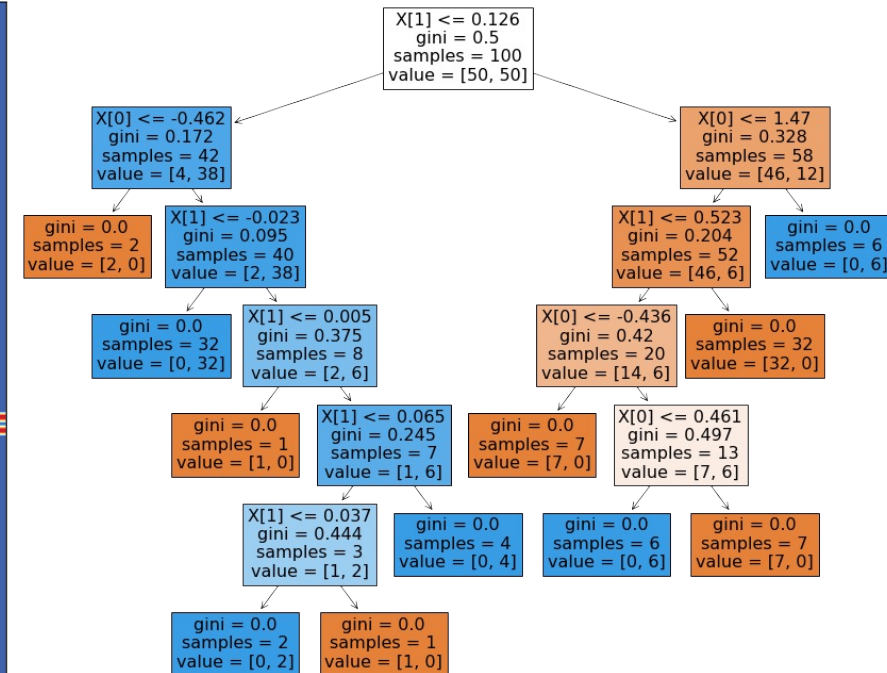 X[1] <= 0.126
gini = 0.5
samples = 100
value = [50, 50]
X[0] <= -0.462
gini = 0.172
samples = 42
value = [4, 38]
X[0] <= 1.47
gini = 0.328
samples = 58
value = [46, 12]
gini = 0.0
samples = 2
value = [2, 0]
X[1] <= -0.023
gini = 0.095
samples = 40
value = [2, 38]
X[1] <= 0.523
gini = 0.204
samples = 52
value = [46, 6]
gini = 0.0
samples = 6
value = [0, 6]
gini = 0.0
samples = 32
value = [0, 32]
X[1] <= 0.005
gini = 0.375
samples = 8
value = [2, 6]
X[0] <= -0.436
gini = 0.42
samples = 20
value = [14, 6]
gini = 0.0
samples = 32
value = [32, 0]
gini = 0.0
samples = 1
value = [1, 0]
X[1] <= 0.065
gini = 0.245
samples = 7
value = [1, 6]
gini = 0.0
samples = 7
value = [7, 0]
X[0] <= 0.461
gini = 0.497
samples = 13
value = [7, 6]
X[1] <= 0.037
gini = 0.444
samples = 3
value = [1, 2]
gini = 0.0
samples = 4
value = [0, 4]
gini = 0.0
samples = 6
value = [0, 6]
gini = 0.0
samples = 7
value = [7, 0]
gini = 0.0
samples = 2
value = [0, 2]
gini = 0.0
samples = 1
value = [1, 0]